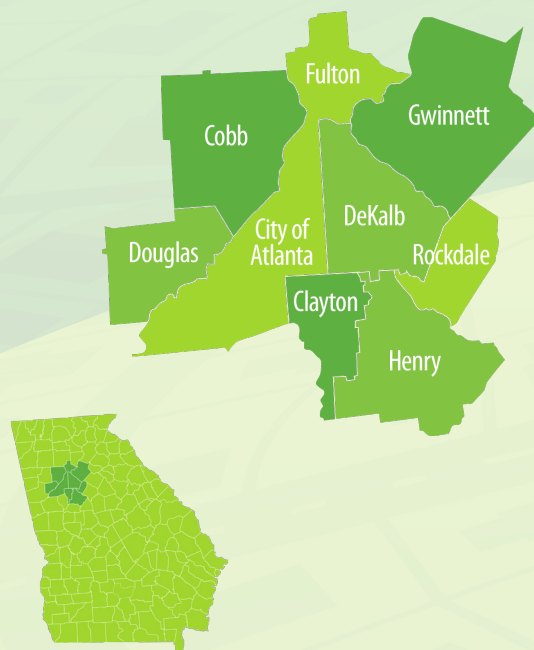 Fulton
Gwinnett
Cobb
DeKalb
City of
Atlanta
Douglas
Rockdale
Clayton
Henry